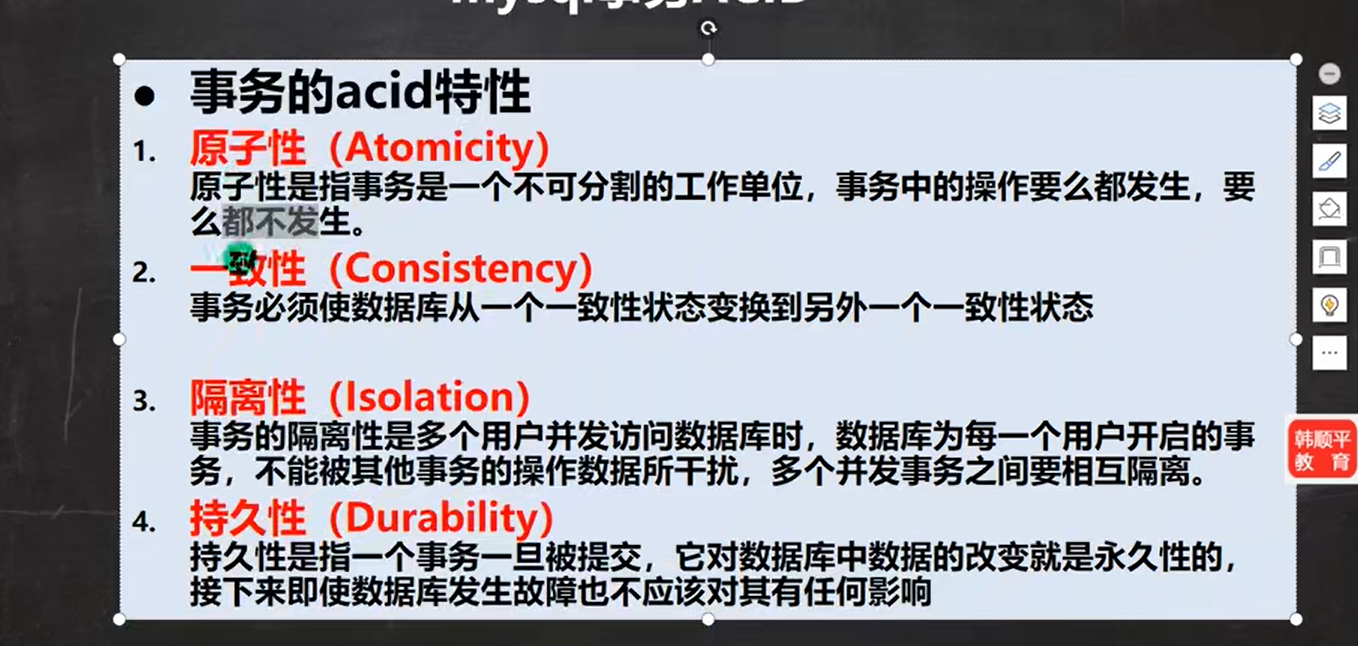 mysql事务ACID
● 事务的acid特性
1. 原子性（Atomicity）
原子性是指事务是一个不可分割的工作单位，事务中的操作要么都发生，要
么都不发生。
2. 一致性（Consistency）
事务必须使数据库从一个一致性状态变换到另外一个一致性状态
3. 隔离性（Isolation）
事务的隔离性是多个用户并发访问数据库时，数据库为每一个用户开启的事
务，不能被其他事务的操作数据所干扰，多个并发事务之间要相互隔离。
4. 持久性（Durability）
持久性是指一个事务一旦被提交，它对数据库中数据的改变就是永久性的，
接下来即使数据库发生故障也不应该对其有任何影响
韩顺平
教 育